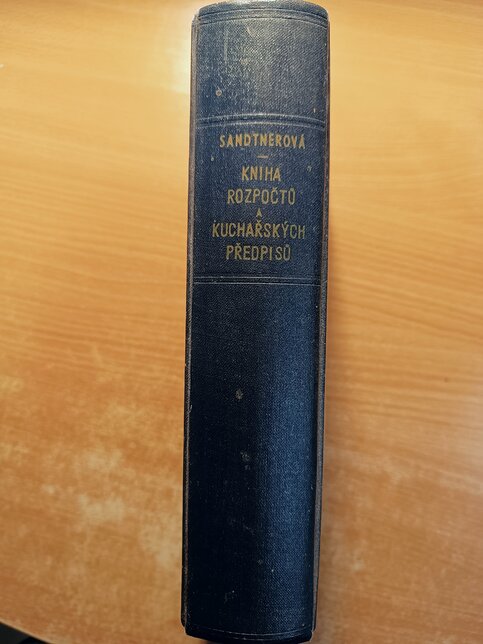 SANDTNEROVÁ
—
KNIHA
ROZPOČTŮ
A
KUCHAŘSKÝCH
PŘEDPISŮ